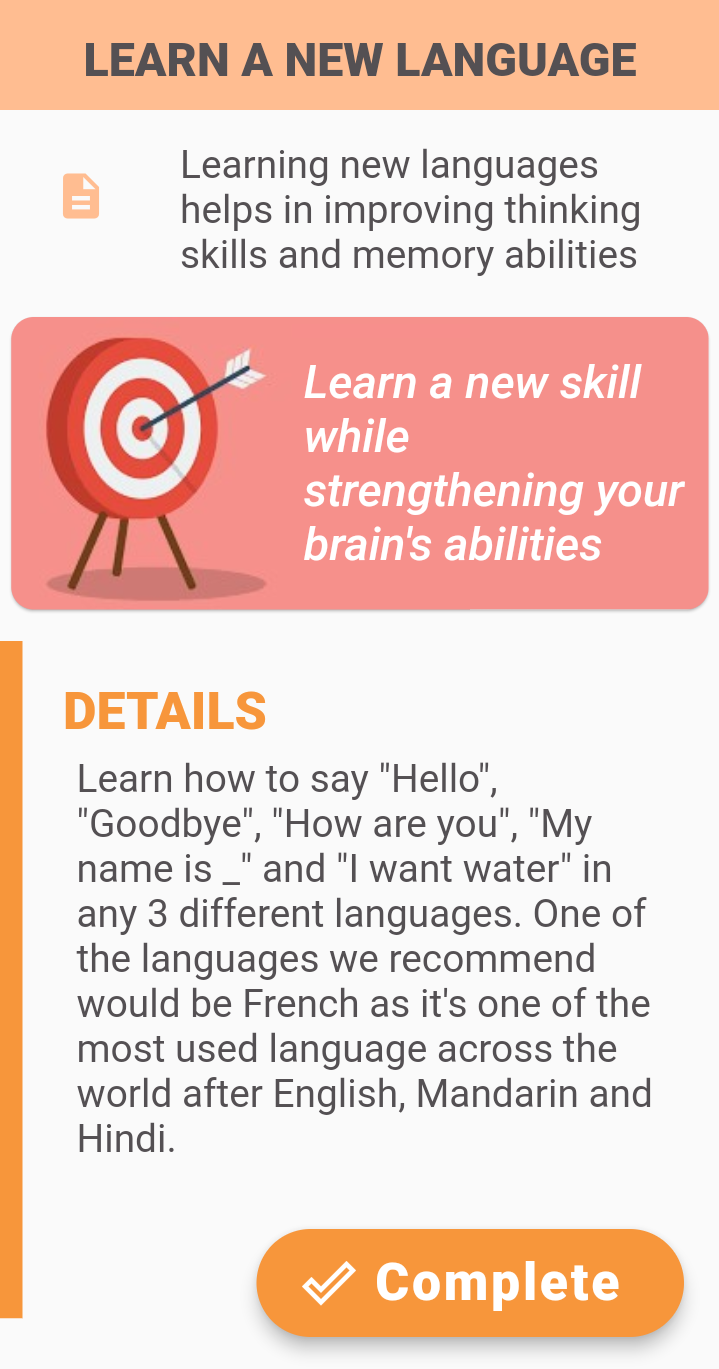 LEARN A NEW LANGUAGE
Learning new languages
helps in improving thinking
skills and memory abilities
Learn a new skill
while
strengthening your
brain's abilities
DETAILS
Learn how to say "Hello",
"Goodbye", "How are you", "My
name is _" and "I want water" in
any 3 different languages. One of
the languages we recommend
would be French as it's one of the
most used language across the
world after English, Mandarin and
Hindi.
Complete